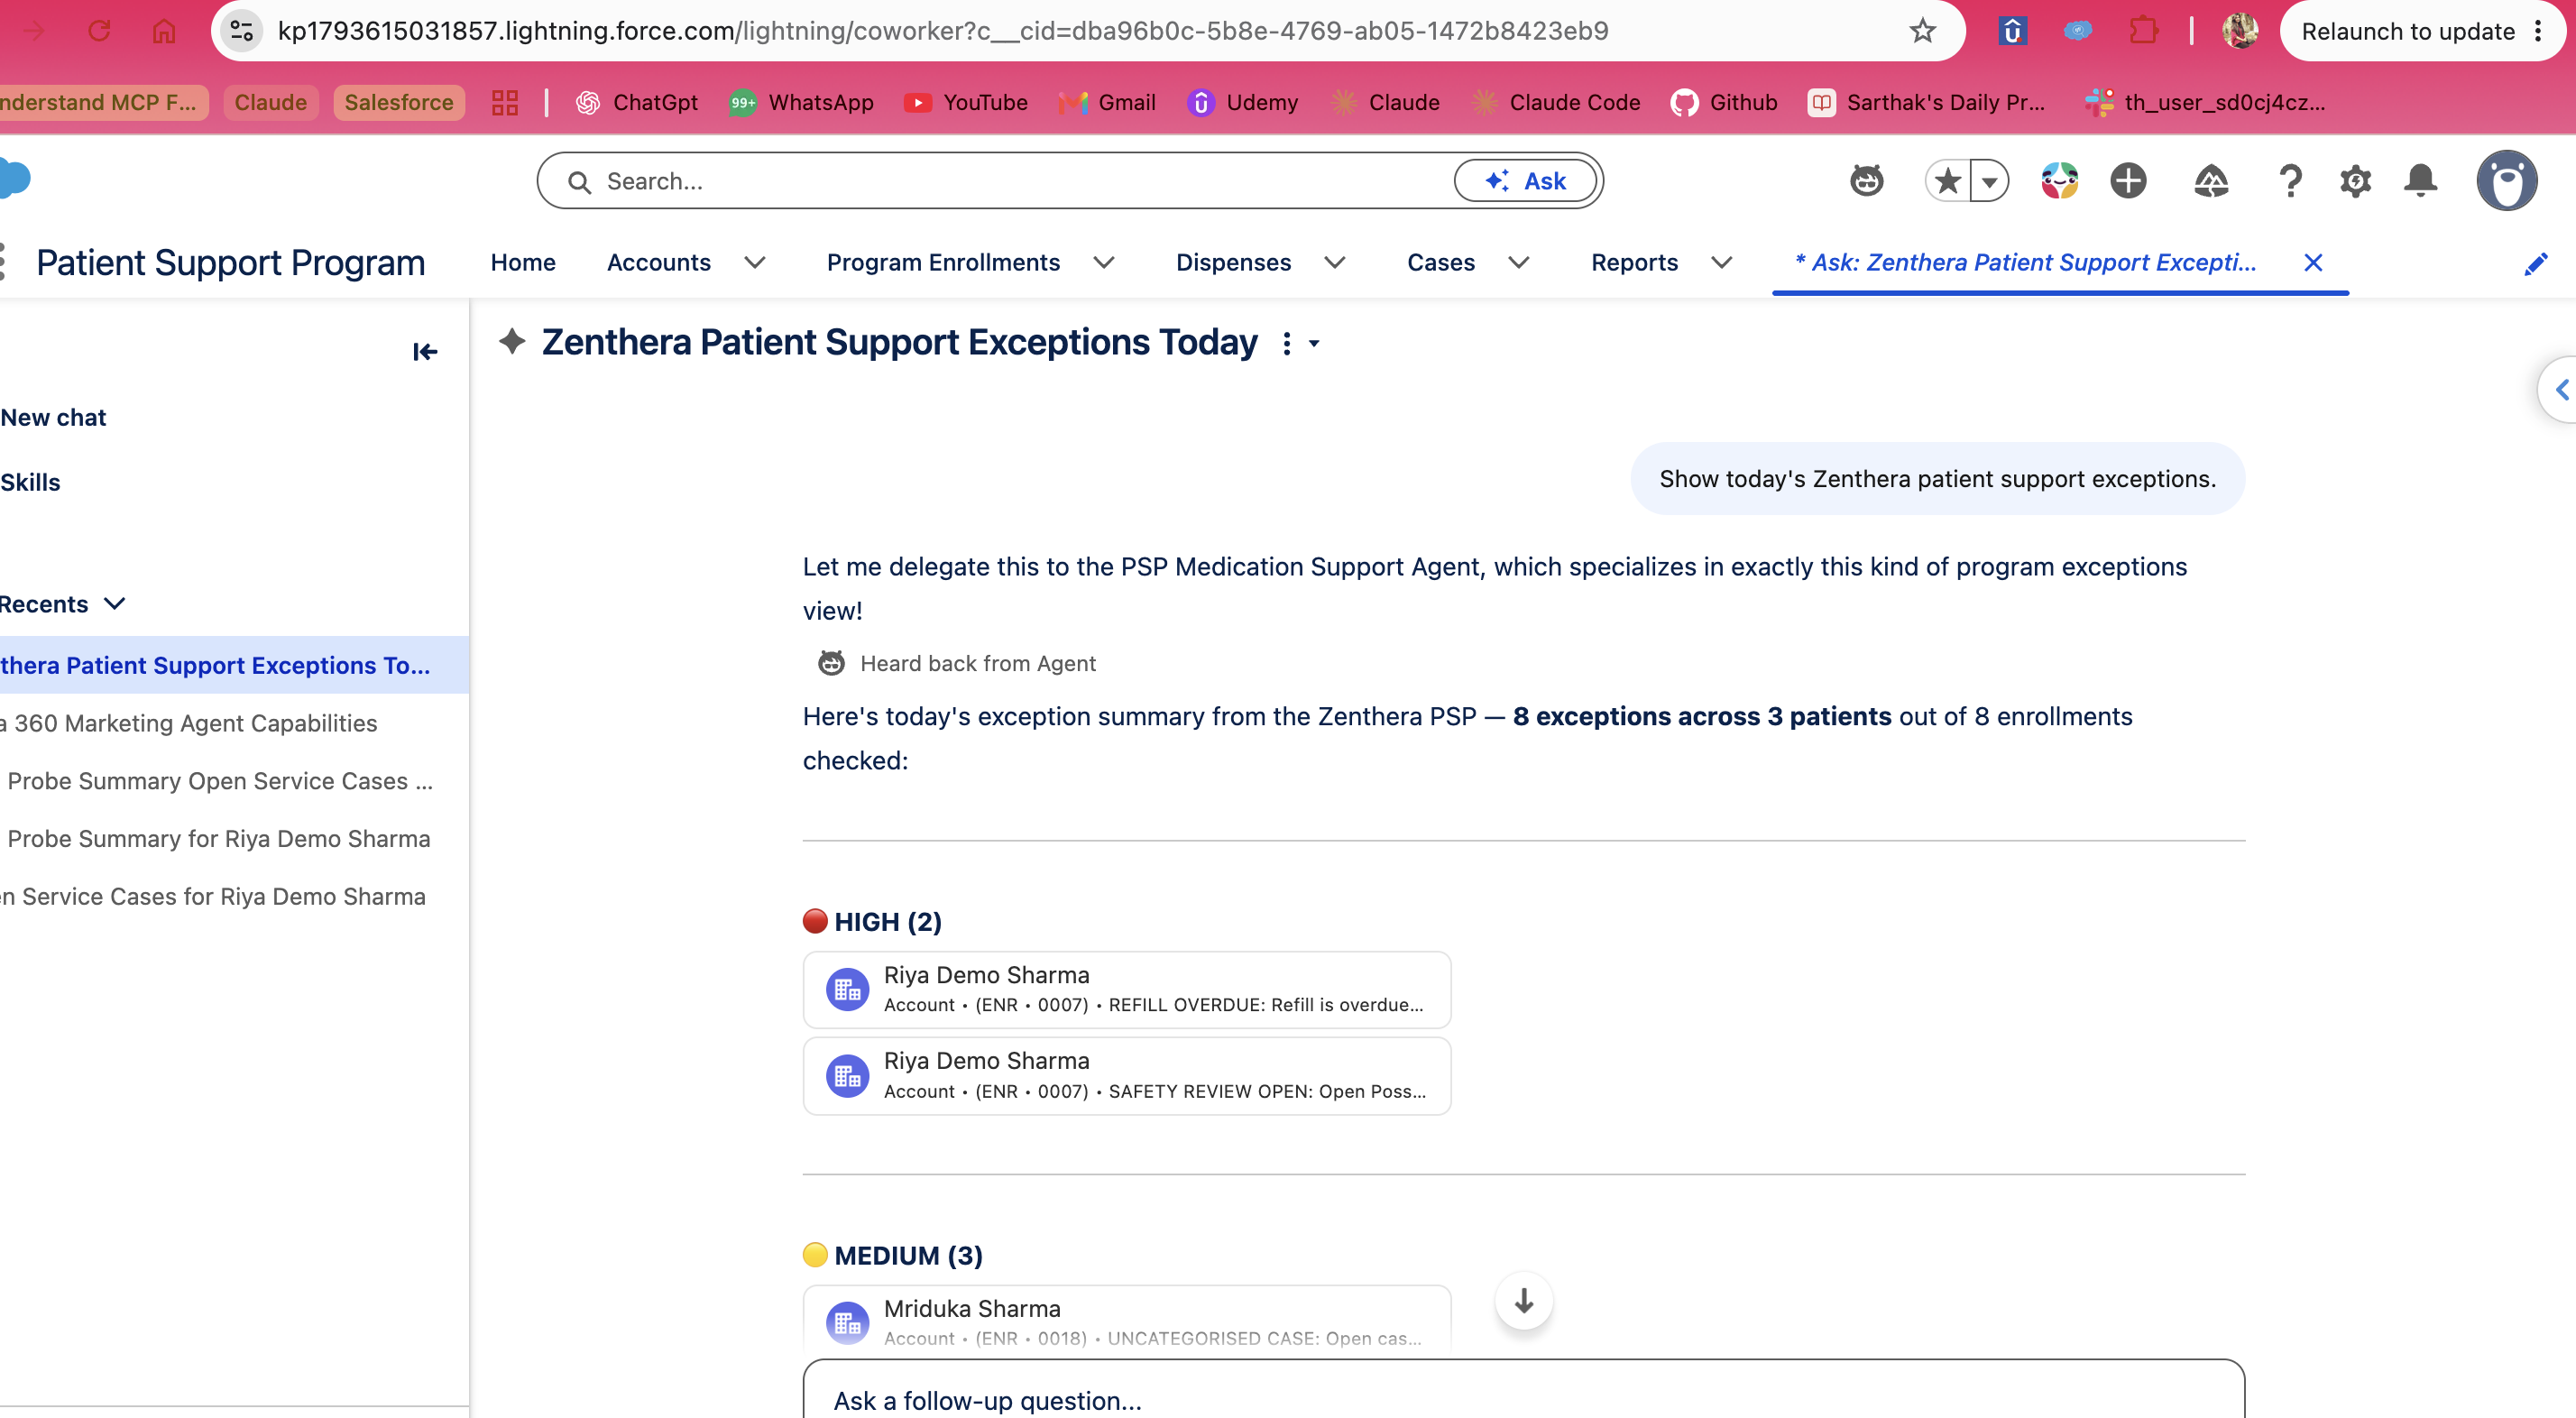 kp1793615031857.lightning.force.com/lightning/coworker?c__cid=dba96b0c-5b8e-4769-ab05-1472b8423eb9
Relaunch to update
nderstand MCP F...
Claude
Salesforce
ChatGpt
99+
WhatsApp
YouTube
Gmail
Udemy
Claude
Claude Code
Github
Sarthak's Daily Pr...
th_user_sd0cj4cz...
Search...
Ask
Patient Support Program
Home
Accounts
Program Enrollments
Dispenses
Cases
Reports
* Ask: Zenthera Patient Support Excepti...
New chat
Skills
Recents
thera Patient Support Exceptions To...
a 360 Marketing Agent Capabilities
Probe Summary Open Service Cases ...
Probe Summary for Riya Demo Sharma
n Service Cases for Riya Demo Sharma
Zenthera Patient Support Exceptions Today
Show today's Zenthera patient support exceptions.
Let me delegate this to the PSP Medication Support Agent, which specializes in exactly this kind of program exceptions
view!
Heard back from Agent
Here's today's exception summary from the Zenthera PSP — 8 exceptions across 3 patients out of 8 enrollments
checked:
HIGH (2)
Riya Demo Sharma
Account • (ENR • 0007) • REFILL OVERDUE: Refill is overdue...
Riya Demo Sharma
Account • (ENR • 0007) • SAFETY REVIEW OPEN: Open Poss...
MEDIUM (3)
Mriduka Sharma
Account • (ENR • 0018) • UNCATEGORISED CASE: Open cas...
Ask a follow-up question...